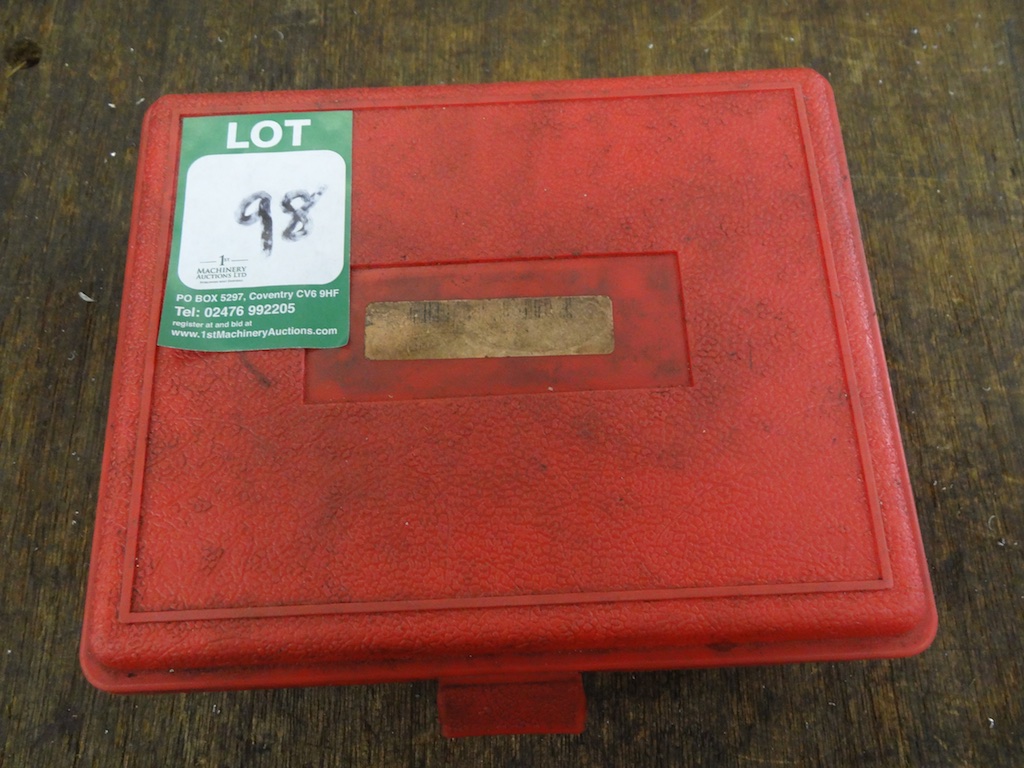 LOT
98
1st
MACHINERY
AUCTIONS LTD
PO BOX 5297, Coventry CV6 9HF
Tel: 02476 992205
register at and bid at
www.1stMachineryAuctions.com